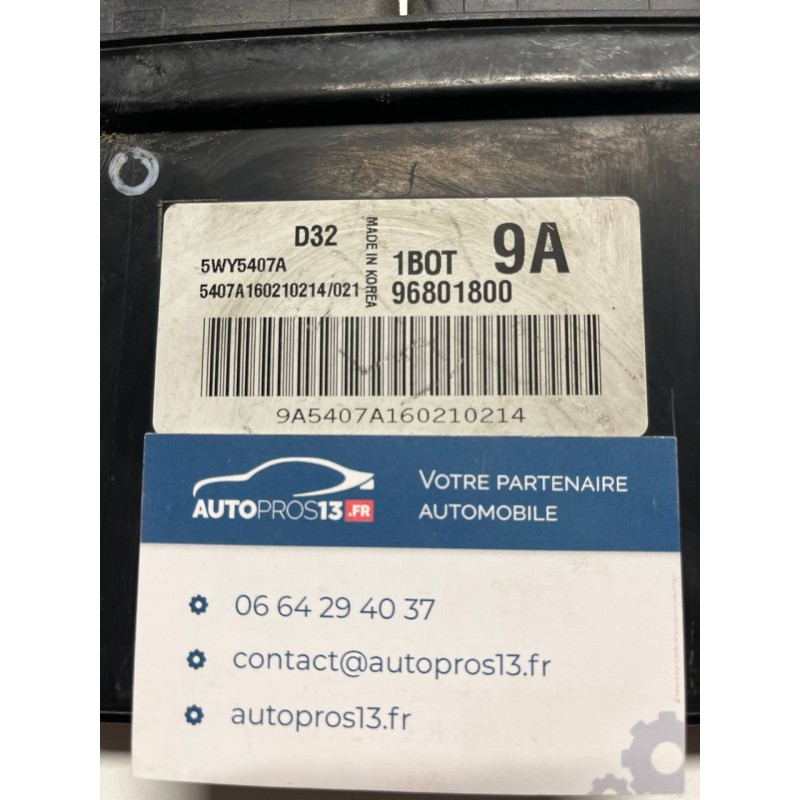 D32
5WY5407A
5407A160210214/021
MADE IN KOREA
1BOT 9A
96801800
9A5407A160210214
AUTOPROS13.FR
VOTRE PARTENAIRE
AUTOMOBILE
06 64 29 40 37
contact@autopros13.fr
autopros13.fr